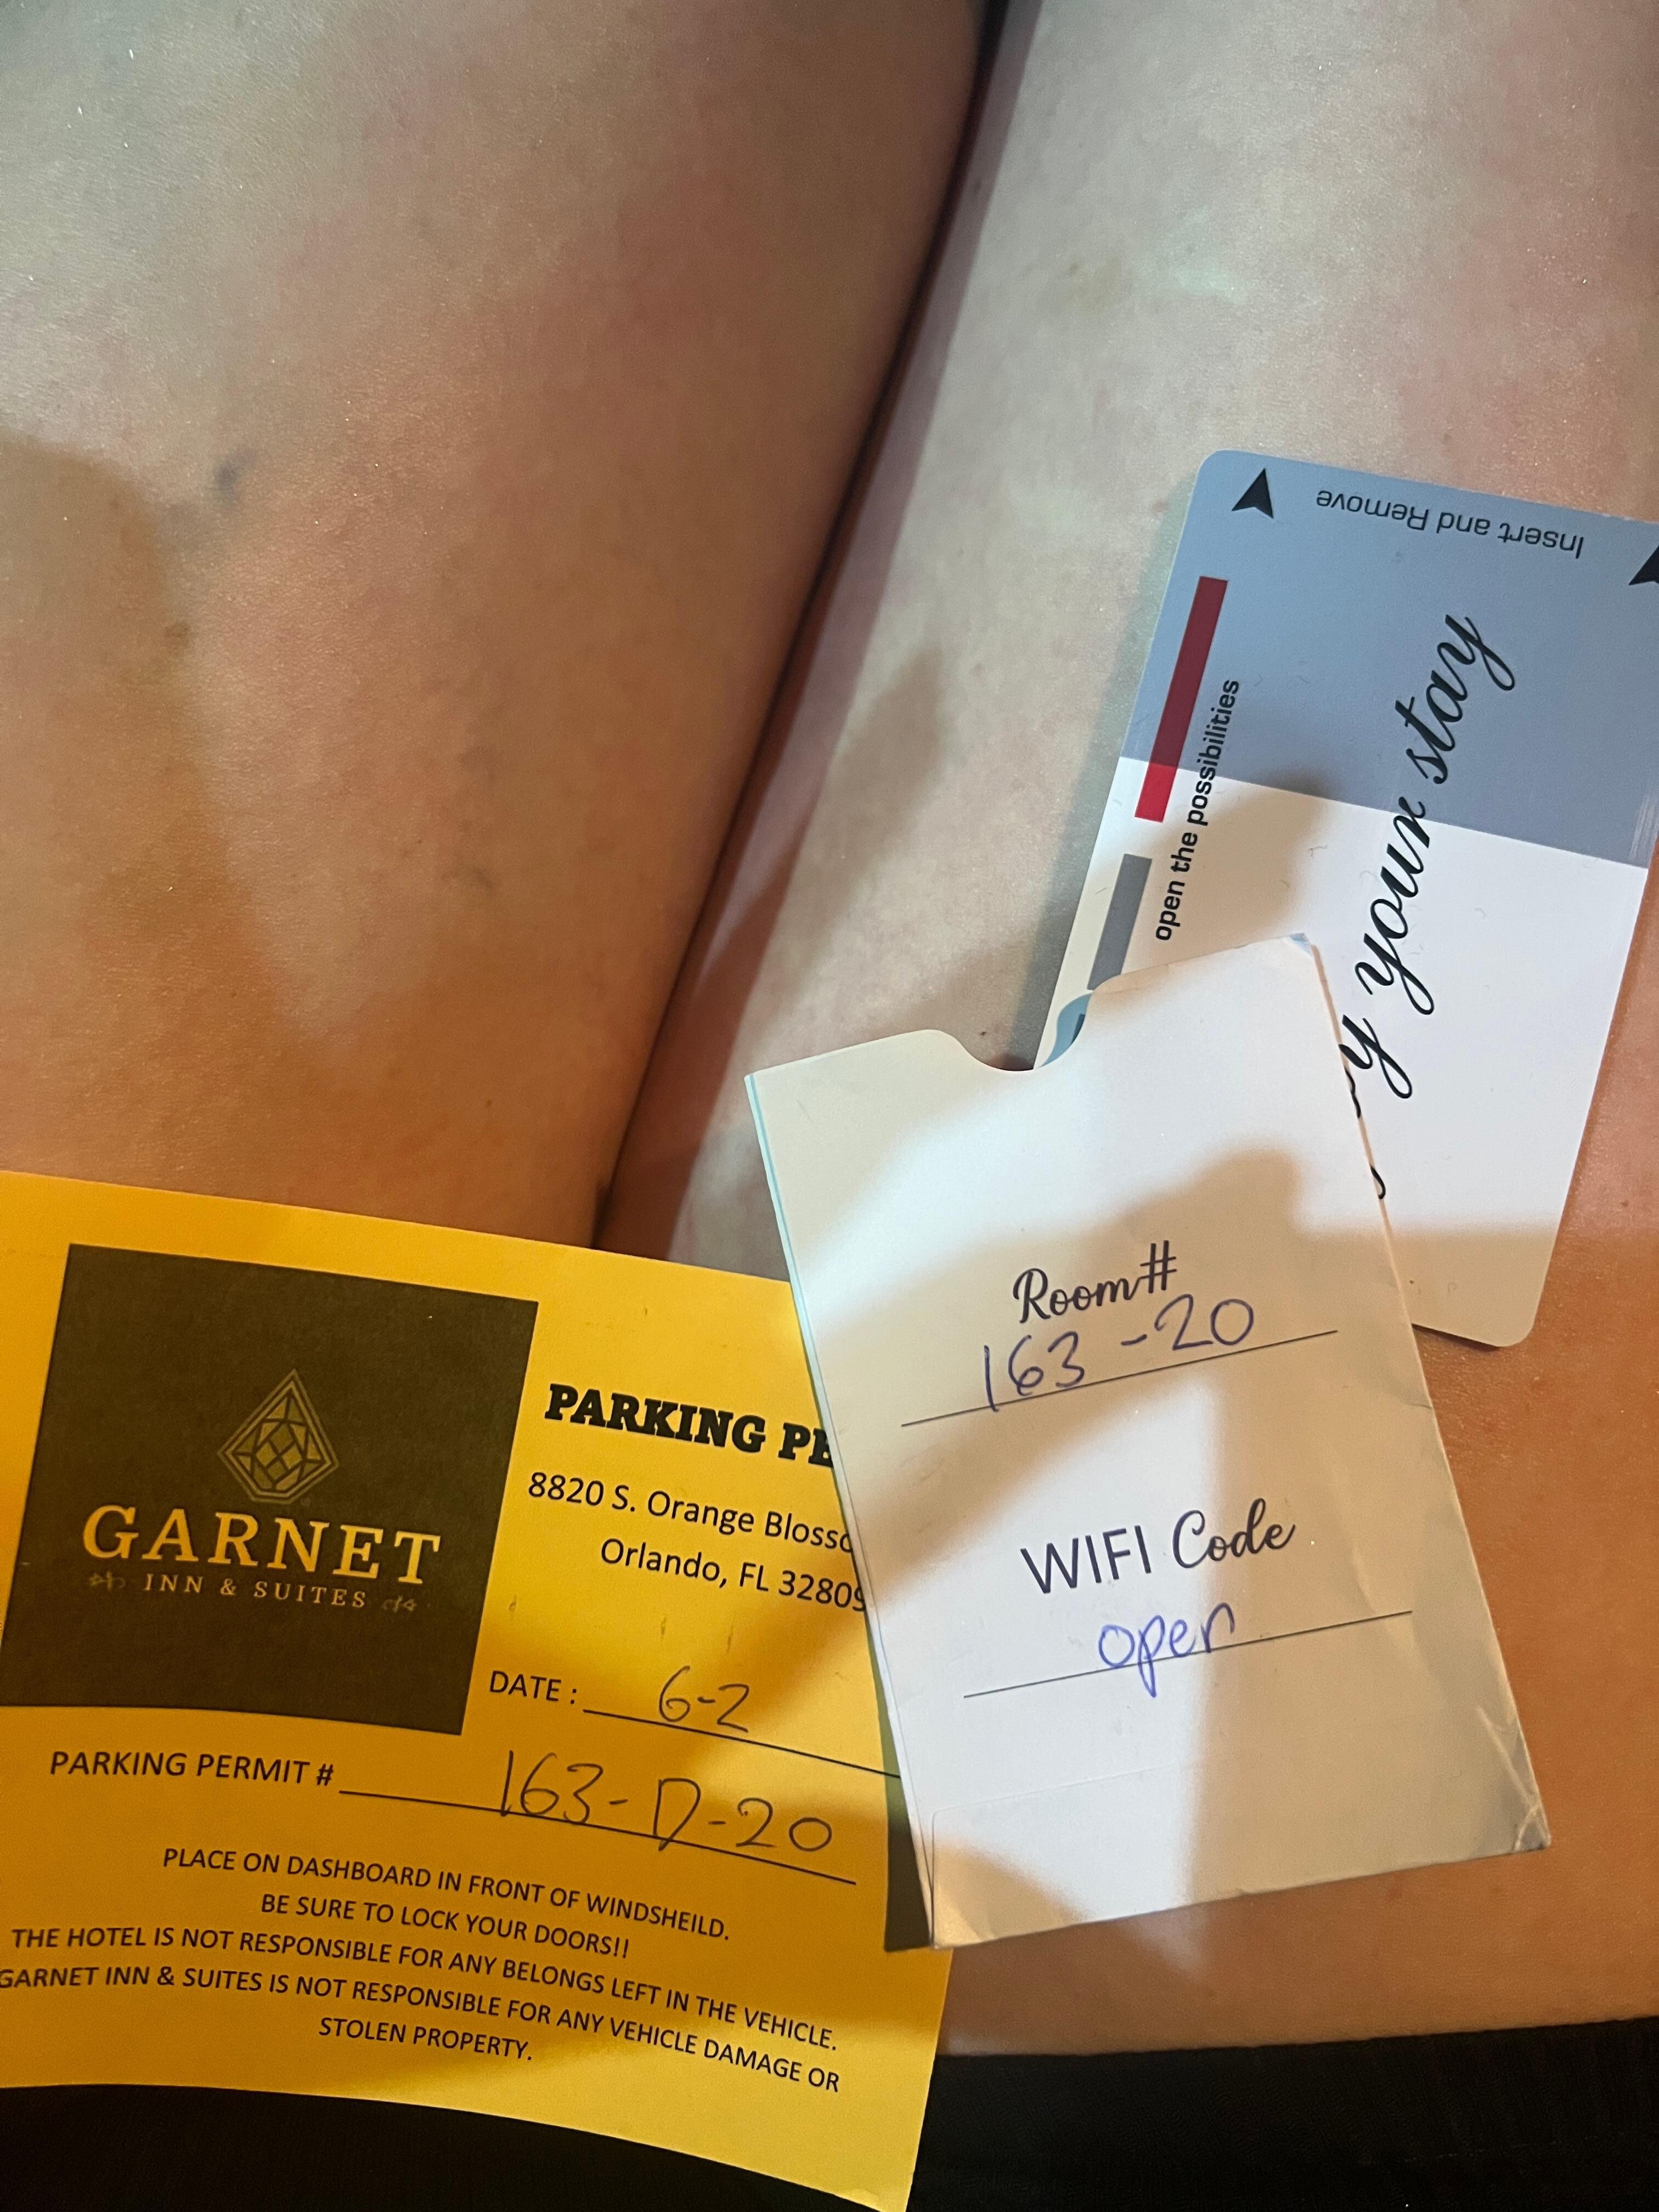 Insert and Remove
open the possibilities
your stay
Room#
163-20
WIFI Code
open
GARNET
INN & SUITES
PARKING
8820 S. Orange
Orlando, FL 32809
DATE: 6-2
PARKING PERMIT # 163-D-20
PLACE ON DASHBOARD IN FRONT OF WINDSHEILD.
BE SURE TO LOCK YOUR DOORS!!
THE HOTEL IS NOT RESPONSIBLE FOR ANY BELONGS LEFT IN THE VEHICLE.
GARNET INN & SUITES IS NOT RESPONSIBLE FOR ANY VEHICLE DAMAGE OR
STOLEN PROPERTY.